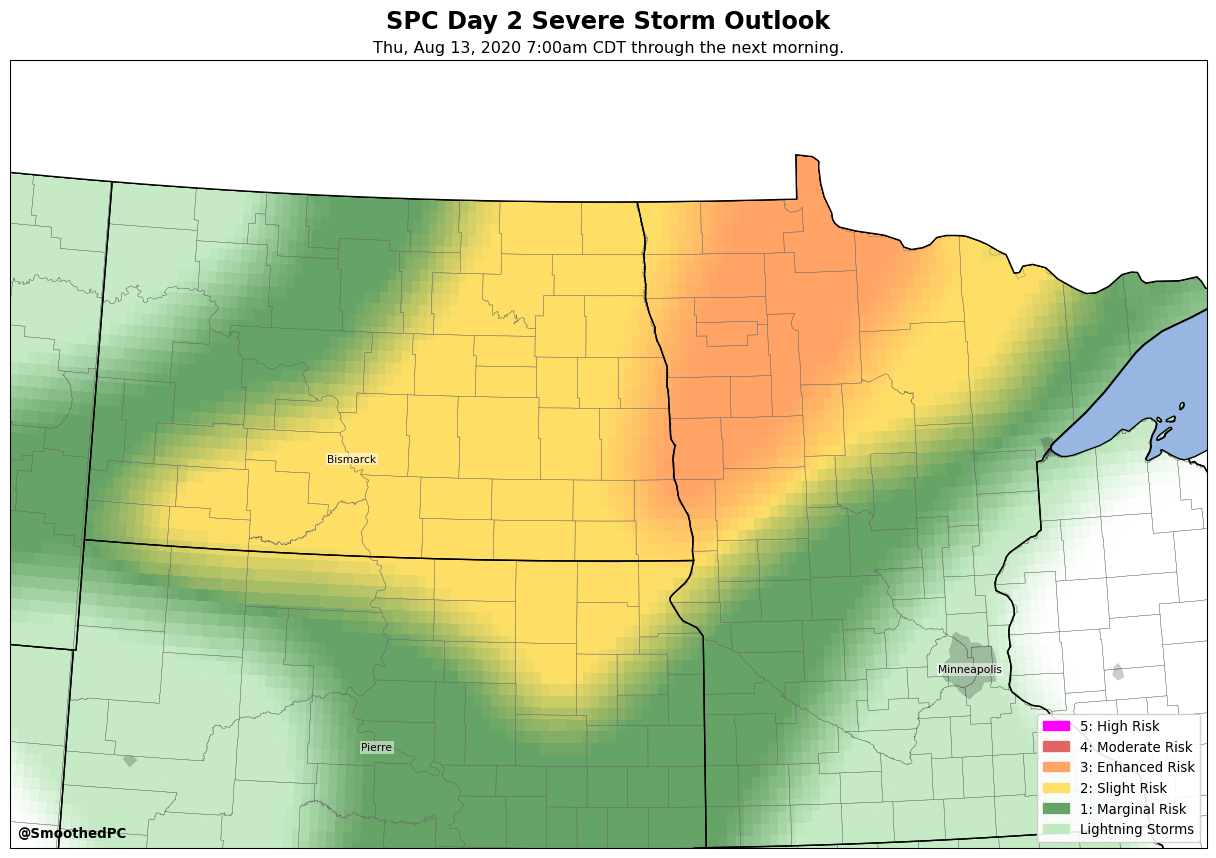 SPC Day 2 Severe Storm Outlook
Thu, Aug 13, 2020 7:00am CDT through the next morning.
Bismarck
Minneapolis
Pierre
5: High Risk
4: Moderate Risk
3: Enhanced Risk
2: Slight Risk
1: Marginal Risk
Lightning Storms
@SmoothedPC